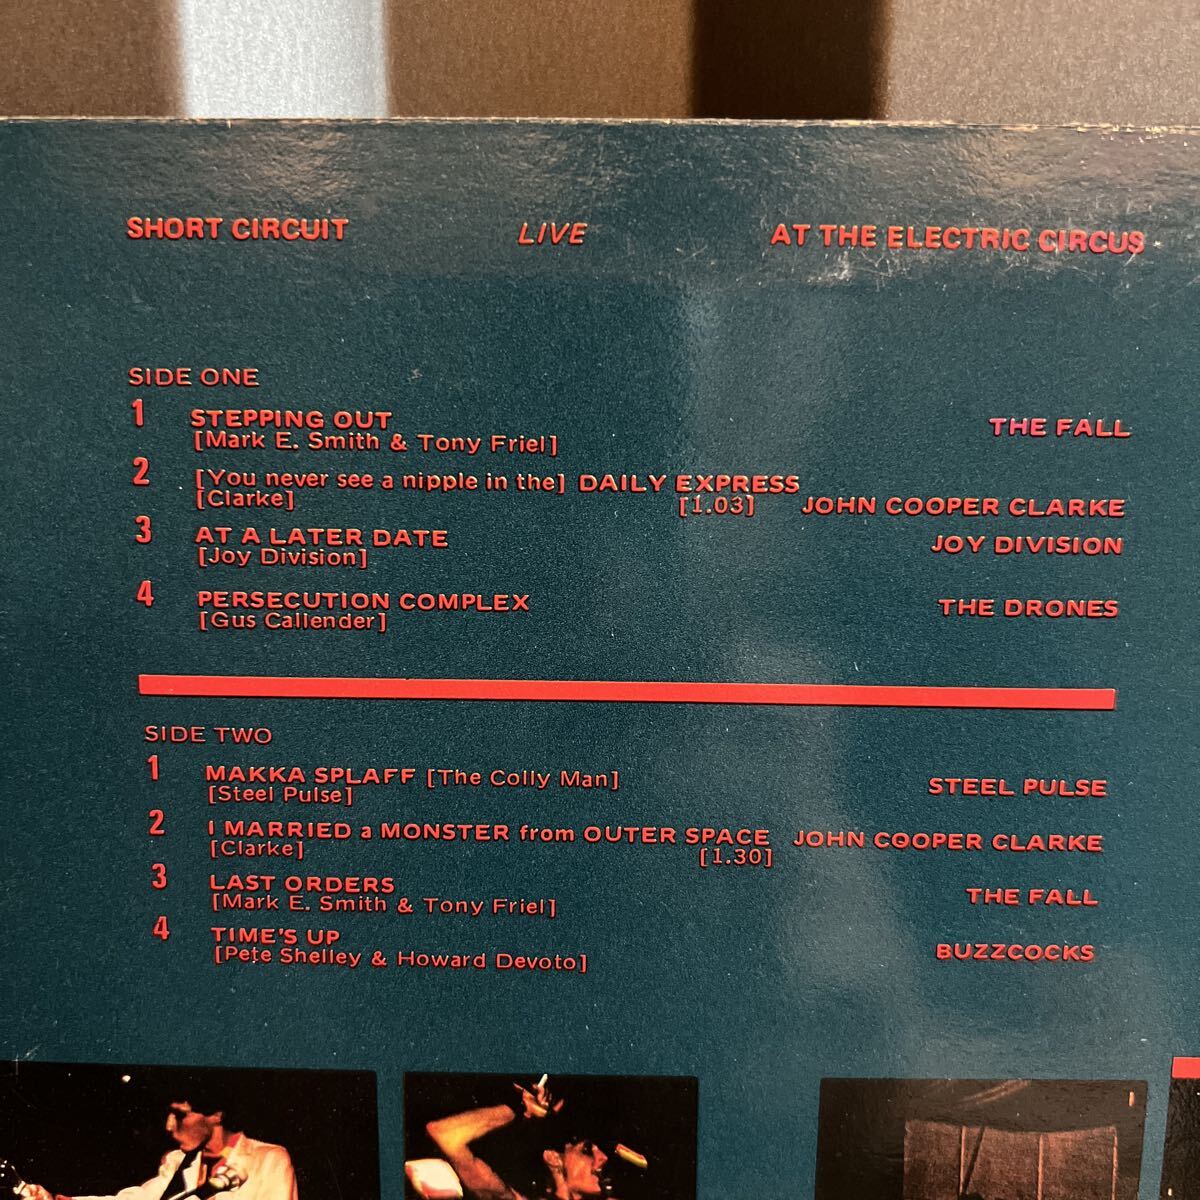 SHORT CIRCUIT LIVE AT THE ELECTRIC CIRCUS
SIDE ONE
1 STEPPING OUT THE FALL
[Mark E. Smith & Tony Friel]
2 [You never see a nipple in the] DAILY EXPRESS
[Clarke] [1.03] JOHN COOPER CLARKE
3 AT A LATER DATE JOY DIVISION
[Joy Division]
4 PERSECUTION COMPLEX THE DRONES
[Gus Callender]
SIDE TWO
1 MAKKA SPLAFF [The Colly Man] STEEL PULSE
[Steel Pulse]
2 I MARRIED a MONSTER from OUTER SPACE JOHN COOPER CLARKE
[Clarke] [1.30]
3 LAST ORDERS THE FALL
[Mark E. Smith & Tony Friel]
4 TIME'S UP BUZZCOCKS
[Pete Shelley & Howard Devoto]